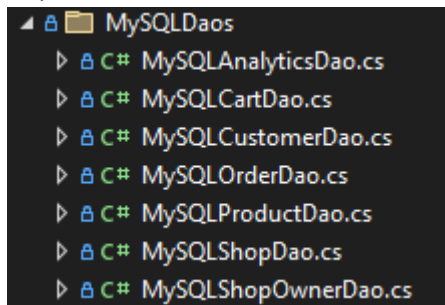 MySQLDaos
C# MySQLAnalyticsDao.cs
C# MySQLCartDao.cs
C# MySQLCustomerDao.cs
C# MySQLOrderDao.cs
C# MySQLProductDao.cs
C# MySQLShopDao.cs
C# MySQLShopOwnerDao.cs